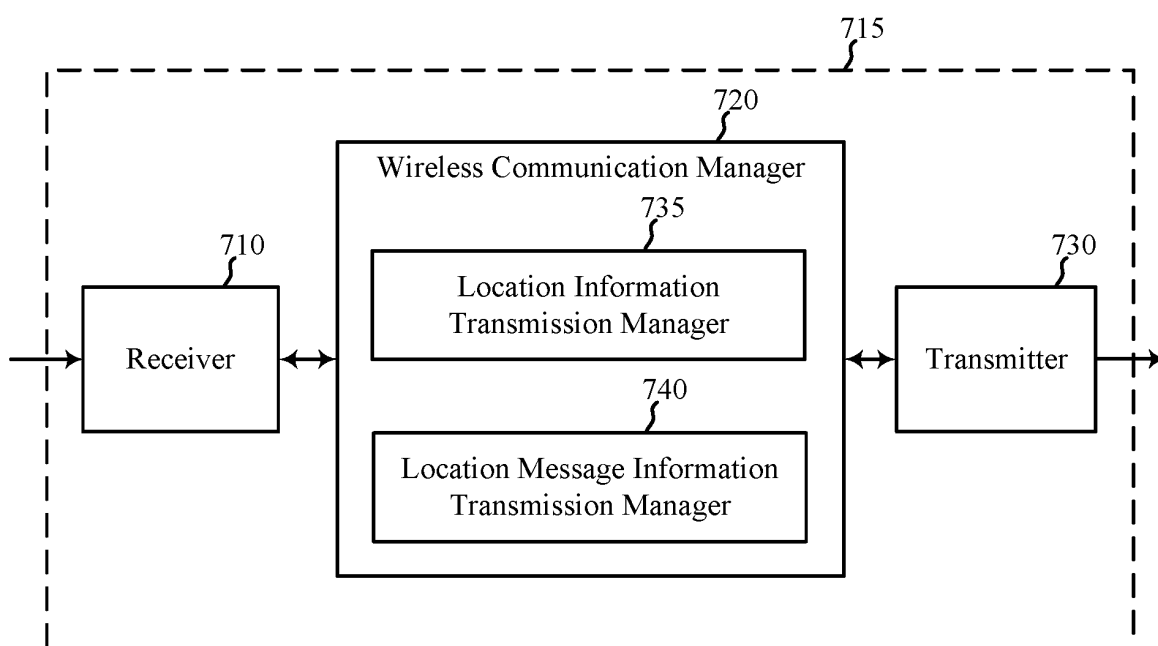 715
720
Wireless Communication Manager
735
Location Information
Transmission Manager
710
Receiver
730
Transmitter
740
Location Message Information
Transmission Manager